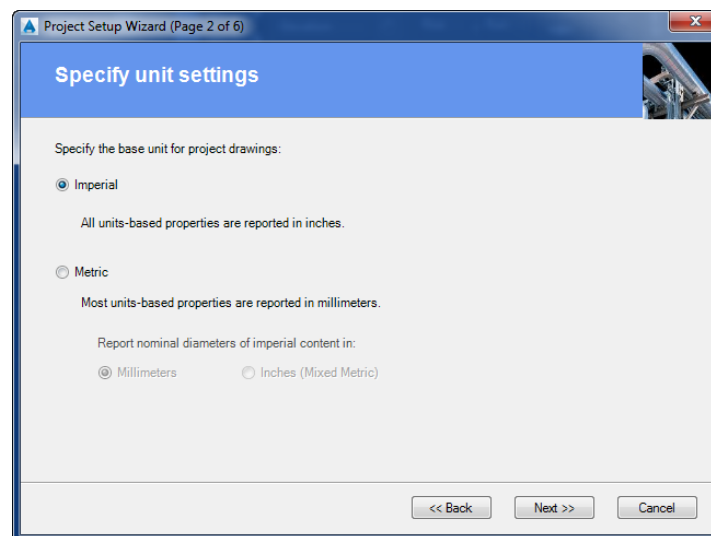 Project Setup Wizard (Page 2 of 6)
Specify unit settings
Specify the base unit for project drawings:
Imperial
All units-based properties are reported in inches.
Metric
Most units-based properties are reported in millimeters.
Report nominal diameters of imperial content in:
Millimeters Inches (Mixed Metric)
<< Back Next >> Cancel